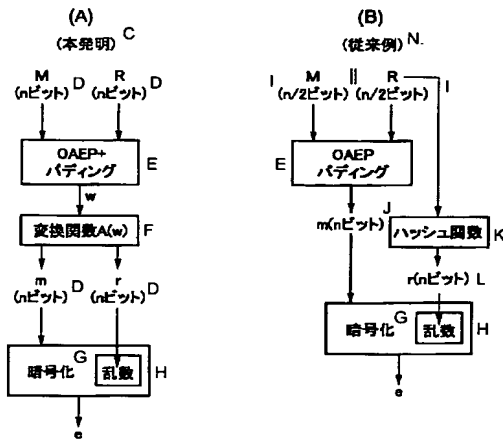 (A)
(本発明) C
M D R D
(nビット) (nビット)
OAEP+
パディング E
w
変換関数A(w) F
m D r D
(nビット) (nビット)
G
暗号化 乱数 H
e
(B)
(従来例) N.
I M || R I
(n/2ビット) (n/2ビット)
OAEP
E パディング
J
m(nビット) ハッシュ関数 K
r(nビット) L
G
暗号化 乱数 H
e